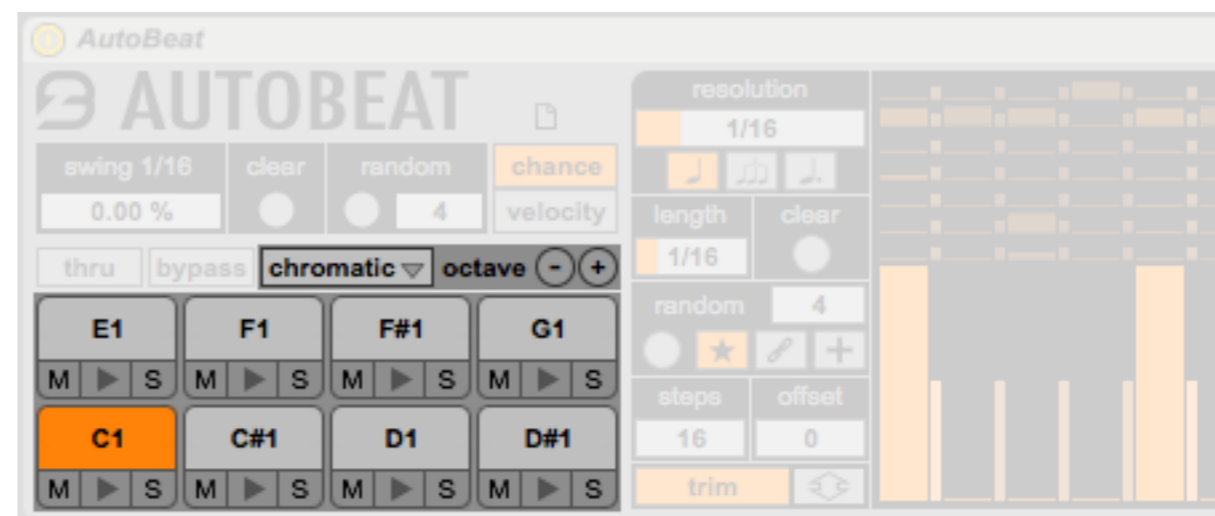 AutoBeat
AUTOBEAT
swing 1/16 clear random chance
0.00 % 4 velocity
thru bypass chromatic octave - +
E1 F1 F#1 G1
M S M S M S M S
C1 C#1 D1 D#1
M S M S M S M S
resolution
1/16
length clear
1/16
random 4
steps offset
16 0
trim